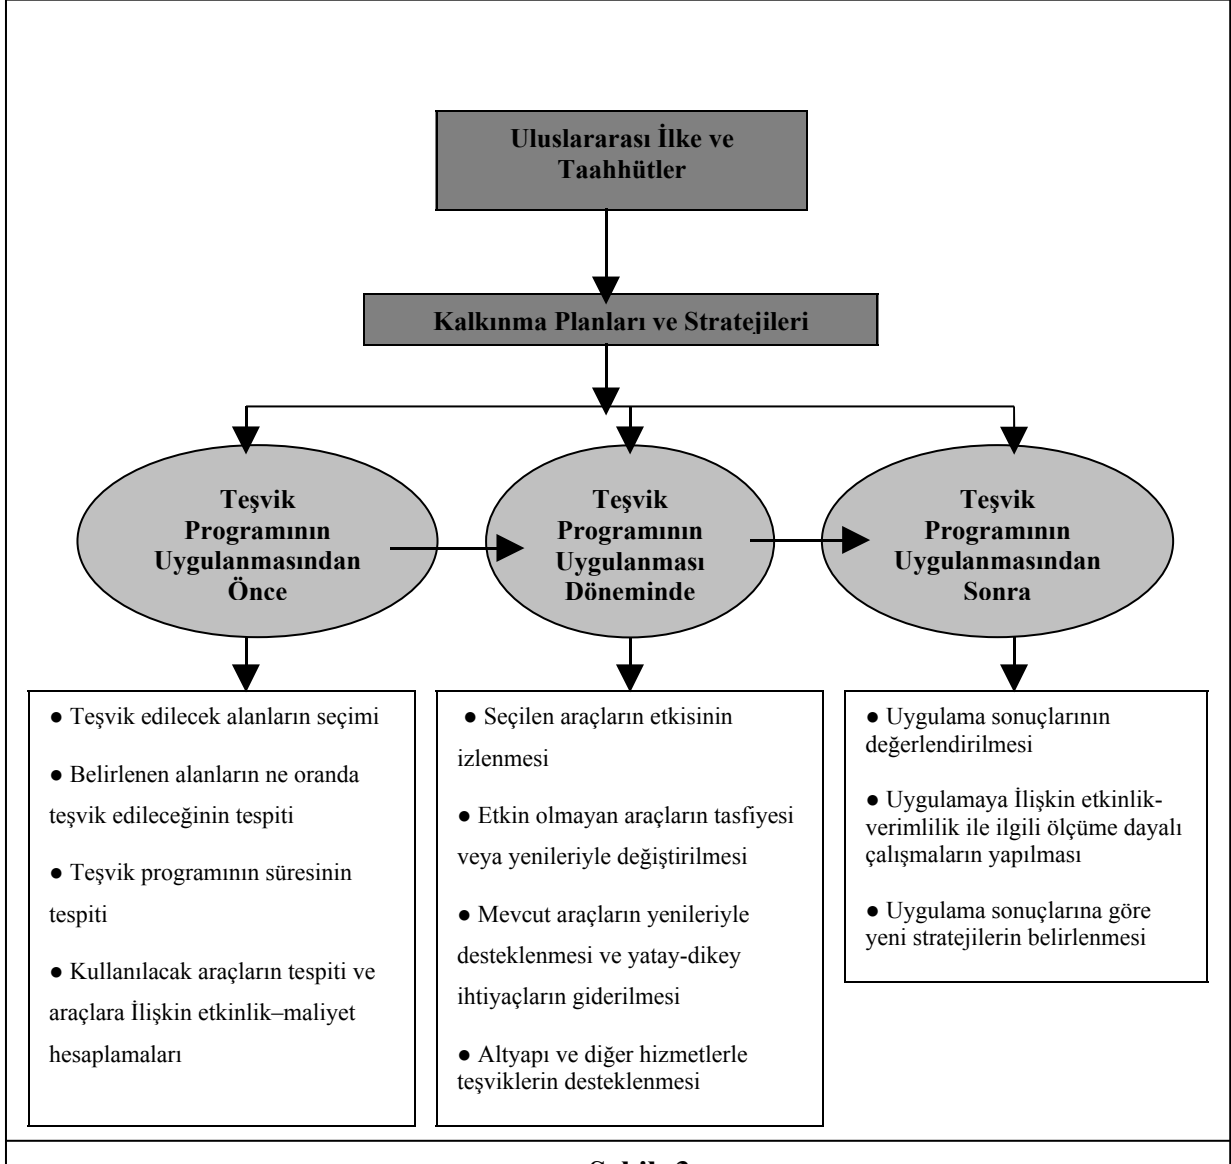 Uluslararası İlke ve
Taahhütler
Kalkınma Planları ve Stratejileri
Teşvik
Programının
Uygulanmasından
Önce
Teşvik
Programının
Uygulanması
Döneminde
Teşvik
Programının
Uygulanmasından
Sonra
● Teşvik edilecek alanların seçimi
● Belirlenen alanların ne oranda
teşvik edileceğinin tespiti
● Teşvik programının süresinin
tespiti
● Kullanılacak araçların tespiti ve
araçlara İlişkin etkinlik–maliyet
hesaplamaları
● Seçilen araçların etkisinin
izlenmesi
● Etkin olmayan araçların tasfiyesi
veya yenileriyle değiştirilmesi
● Mevcut araçların yenileriyle
desteklenmesi ve yatay-dikey
ihtiyaçların giderilmesi
● Altyapı ve diğer hizmetlerle
teşviklerin desteklenmesi
● Uygulama sonuçlarının
değerlendirilmesi
● Uygulamaya İlişkin etkinlik-
verimlilik ile ilgili ölçüme dayalı
çalışmaların yapılması
● Uygulama sonuçlarına göre
yeni stratejilerin belirlenmesi